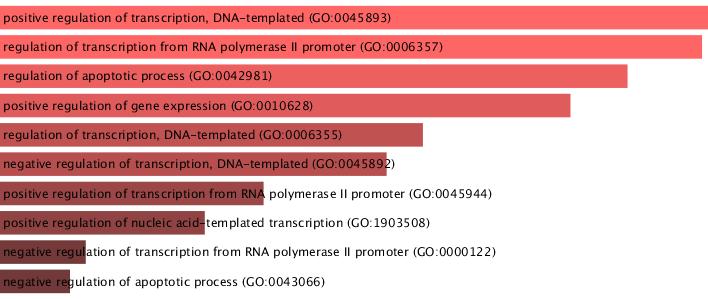 positive regulation of transcription, DNA-templated (GO:0045893)
regulation of transcription from RNA polymerase II promoter (GO:0006357)
regulation of apoptotic process (GO:0042981)
positive regulation of gene expression (GO:0010628)
regulation of transcription, DNA-templated (GO:0006355)
negative regulation of transcription, DNA-templated (GO:0045892)
positive regulation of transcription from RNA polymerase II promoter (GO:0045944)
positive regulation of nucleic acid-templated transcription (GO:1903508)
negative regulation of transcription from RNA polymerase II promoter (GO:0000122)
negative regulation of apoptotic process (GO:0043066)